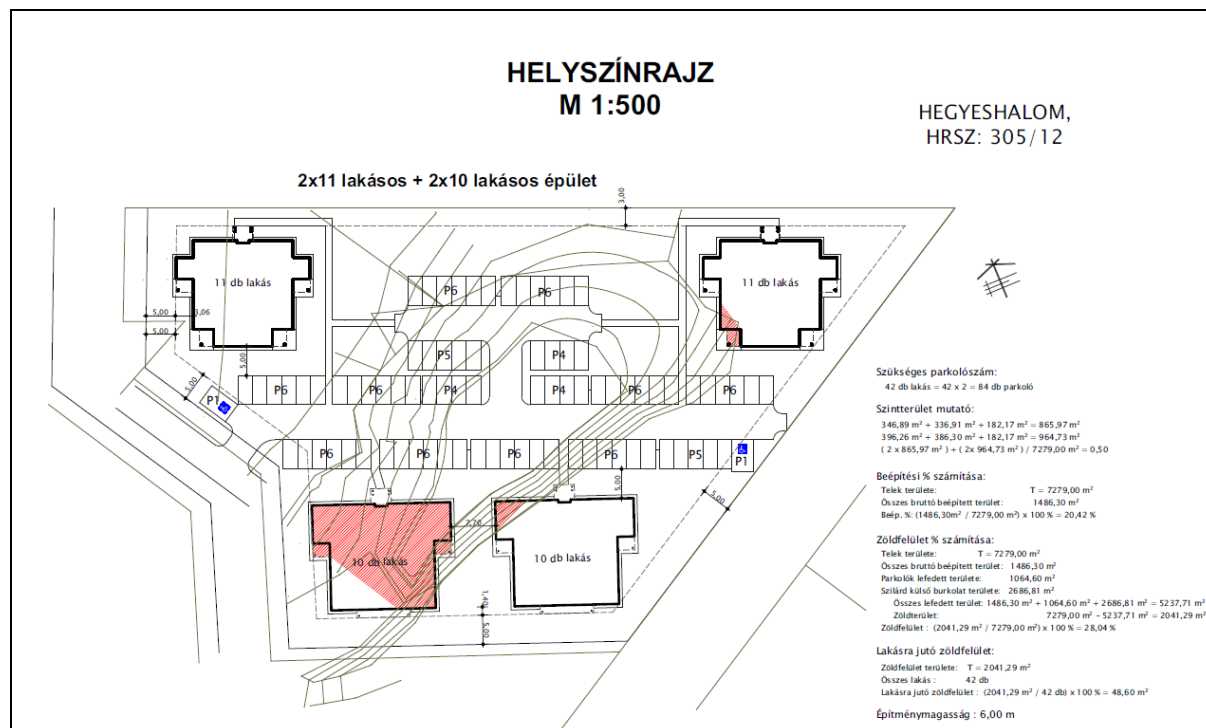 HELYSZÍNRAJZ
M 1:500
HEGYESHALOM,
HRSZ: 305/12
2x11 lakásos + 2x10 lakásos épület
3,00
11 db lakás
11 db lakás
P6
P6
5,00
3,06
5,00
P5
P4
5,00
5,00
P6
P6
P4
P4
P6
P6
P1
P6
P6
P6
P6
P5
P1
5,00
5,00
7,70
10 db lakás
10 db lakás
1,40
5,00
Szükséges parkolószám:
42 db lakás = 42 x 2 = 84 db parkoló
Szintterület mutató:
346,89 m² + 336,91 m² + 182,17 m² = 865,97 m²
396,26 m² + 386,30 m² + 182,17 m² = 964,73 m²
( 2 x 865,97 m² ) + ( 2x 964,73 m² ) / 7279,00 m² = 0,50
Beépítési % számítása:
Telek területe: T = 7279,00 m²
Összes bruttó beépített terület: 1486,30 m²
Beép. %: (1486,30m² / 7279,00 m²) x 100 % = 20,42 %
Zöldfelület % számítása:
Telek területe: T = 7279,00 m²
Összes bruttó beépített terület: 1486,30 m²
Parkolók lefedett területe: 1064,60 m²
Szilárd külső burkolat területe: 2686,81 m²
Összes lefedett terület: 1486,30 m² + 1064,60 m² + 2686,81 m² = 5237,71 m²
Zöldterület: 7279,00 m² - 5237,71 m² = 2041,29 m²
Zöldfelület : (2041,29 m² / 7279,00 m²) x 100 % = 28,04 %
Lakásra jutó zöldfelület:
Zöldfelület területe: T = 2041,29 m²
Összes lakás : 42 db
Lakásra jutó zöldfelület : (2041,29 m² / 42 db) x 100 % = 48,60 m²
Építménymagasság : 6,00 m